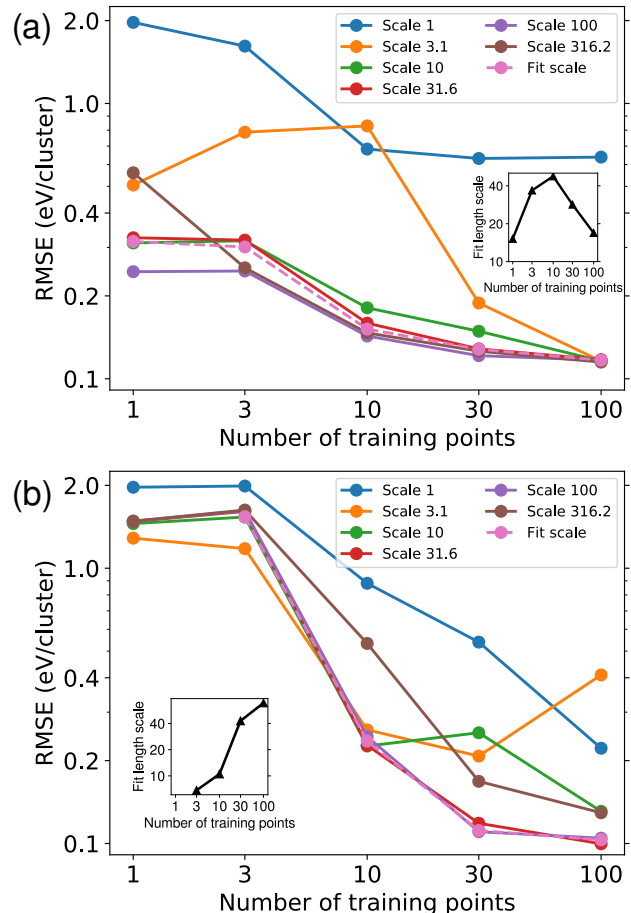 (a)
2.0
1.0
0.4
0.2
0.1
RMSE (eV/cluster)
Scale 1
Scale 3.1
Scale 10
Scale 31.6
Scale 100
Scale 316.2
Fit scale
40
20
10
Fit length scale
1 3 10 30 100
Number of training points
1 3 10 30 100
Number of training points
(b)
2.0
1.0
0.4
0.2
0.1
RMSE (eV/cluster)
Scale 1
Scale 3.1
Scale 10
Scale 31.6
Scale 100
Scale 316.2
Fit scale
40
20
10
Fit length scale
1 3 10 30 100
Number of training points
1 3 10 30 100
Number of training points